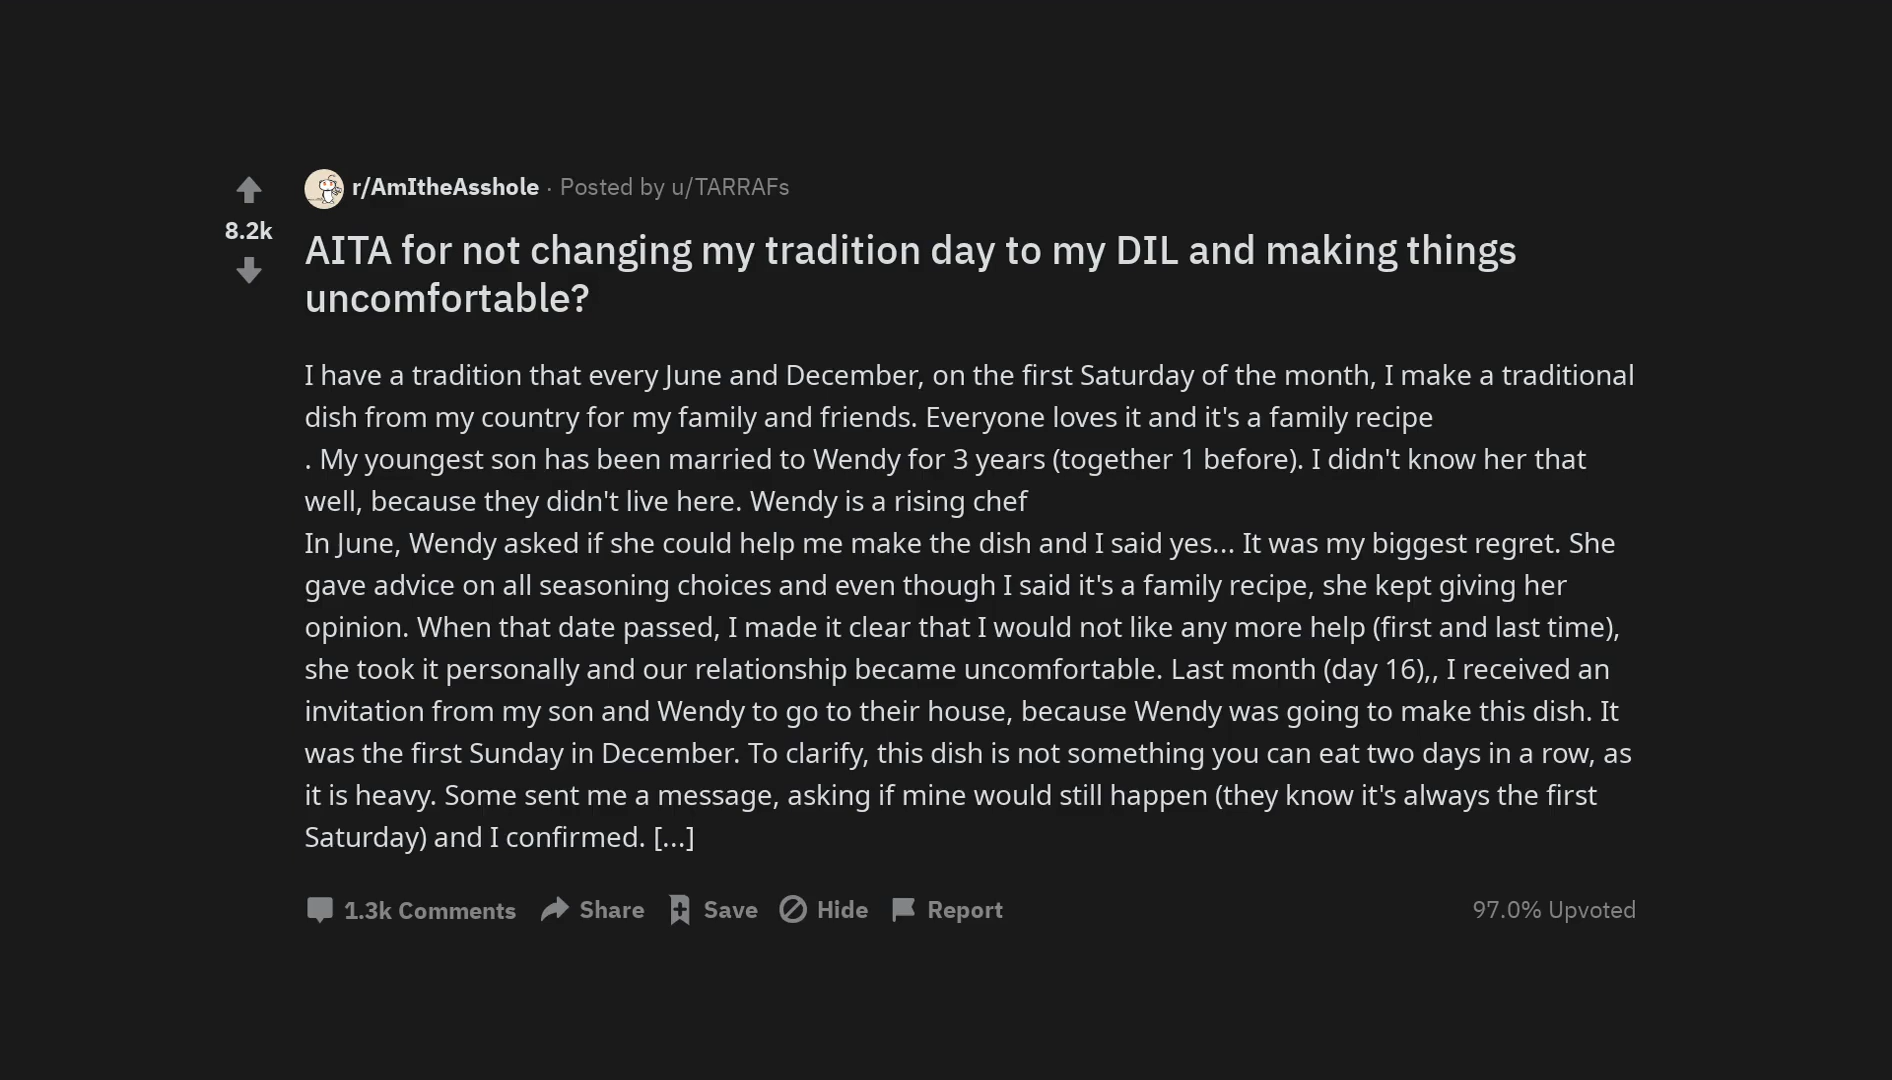 r/AmItheAsshole · Posted by u/TARRAFs
8.2k
AITA for not changing my tradition day to my DIL and making things
uncomfortable?
I have a tradition that every June and December, on the first Saturday of the month, I make a traditional
dish from my country for my family and friends. Everyone loves it and it's a family recipe
. My youngest son has been married to Wendy for 3 years (together 1 before). I didn't know her that
well, because they didn't live here. Wendy is a rising chef
In June, Wendy asked if she could help me make the dish and I said yes... It was my biggest regret. She
gave advice on all seasoning choices and even though I said it's a family recipe, she kept giving her
opinion. When that date passed, I made it clear that I would not like any more help (first and last time),
she took it personally and our relationship became uncomfortable. Last month (day 16),, I received an
invitation from my son and Wendy to go to their house, because Wendy was going to make this dish. It
was the first Sunday in December. To clarify, this dish is not something you can eat two days in a row, as
it is heavy. Some sent me a message, asking if mine would still happen (they know it's always the first
Saturday) and I confirmed. [...]
1.3k Comments Share Save Hide Report 97.0% Upvoted